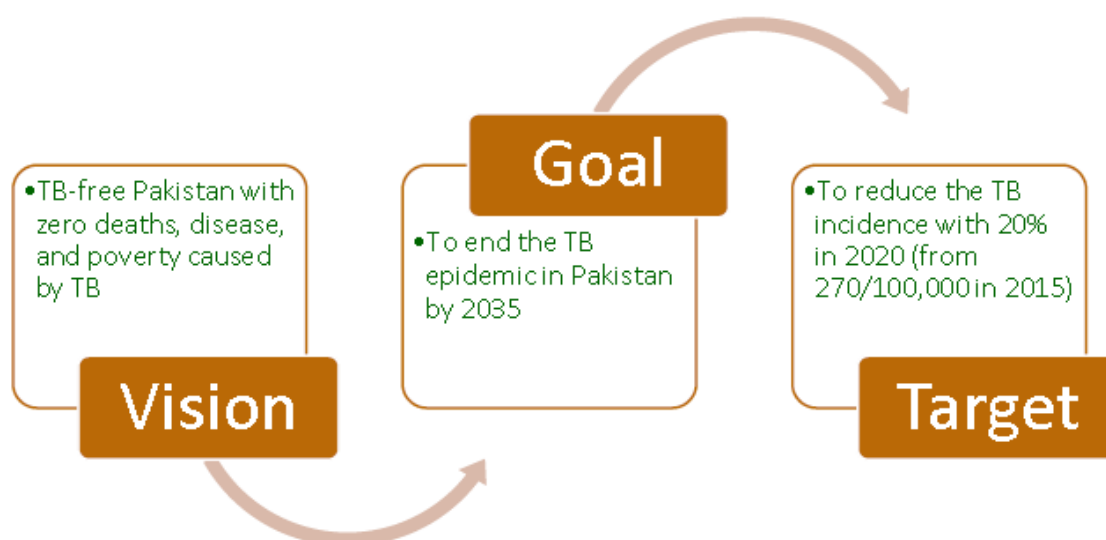 •TB-free Pakistan with
zero deaths, disease,
and poverty caused
by TB
Vision
Goal
•To end the TB
epidemic in Pakistan
by 2035
•To reduce the TB
incidence with 20%
in 2020 (from
270/100,000 in 2015)
Target